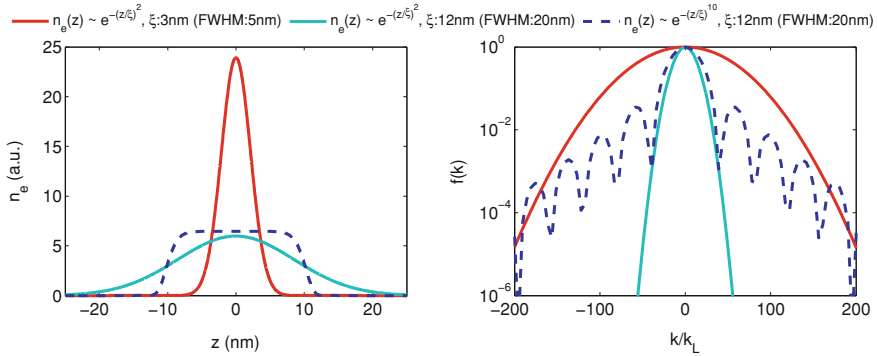 n_e(z) ~ e^{-(z/ξ)^2}, ξ:3nm (FWHM:5nm) n_e(z) ~ e^{-(z/ξ)^2}, ξ:12nm (FWHM:20nm) n_e(z) ~ e^{-(z/ξ)^{10}}, ξ:12nm (FWHM:20nm)
25
20
15
10
5
0
n_e (a.u.)
−20 −10 0 10 20
z (nm)
10^0
10^{−2}
10^{−4}
10^{−6}
f(k)
−200 −100 0 100 200
k/k_L